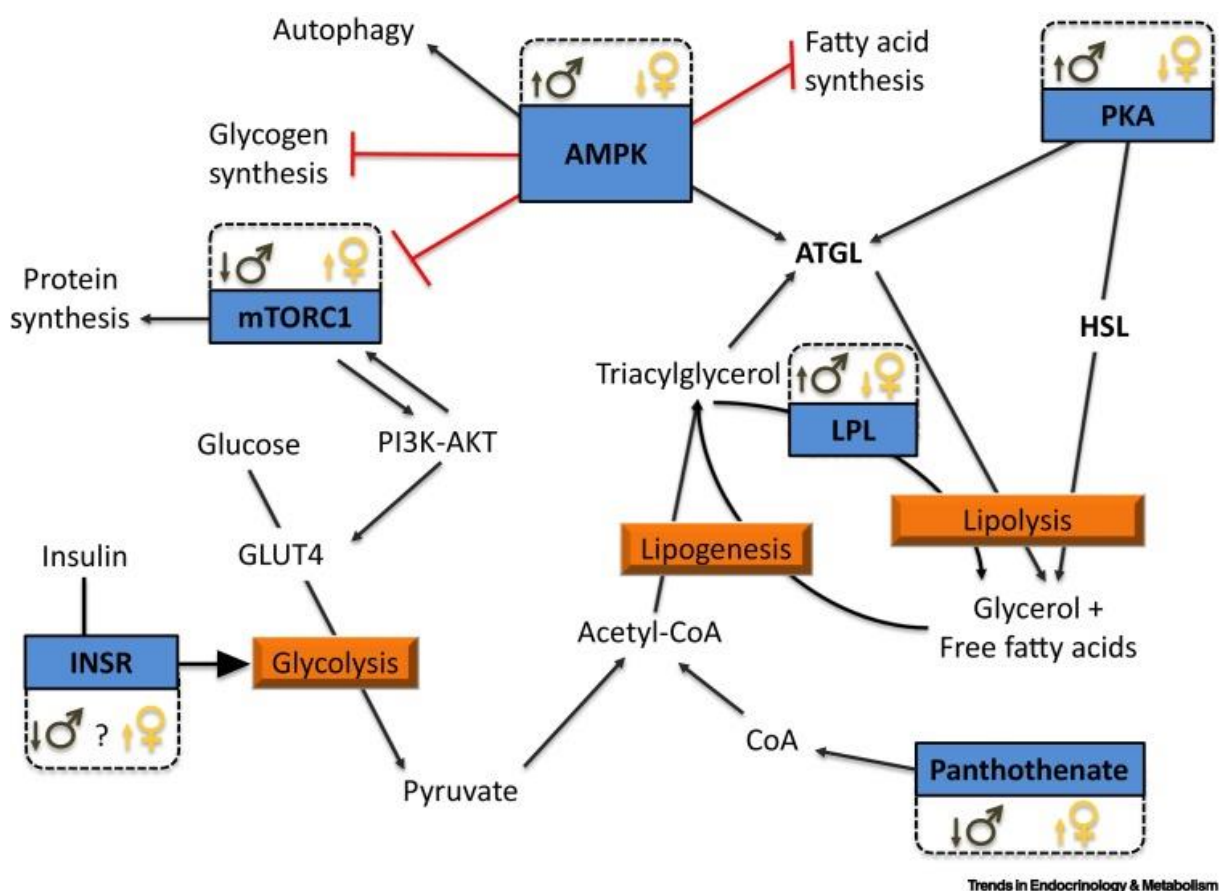 Autophagy
Fatty acid
synthesis
AMPK
PKA
Glycogen
synthesis
ATGL
mTORC1
Protein
synthesis
HSL
Triacylglycerol
LPL
PI3K-AKT
Glucose
Lipolysis
Lipogenesis
Insulin
GLUT4
Glycerol +
Free fatty acids
Acetyl-CoA
INSR
Glycolysis
?
CoA
Panthothenate
Pyruvate
Trends in Endocrinology & Metabolism